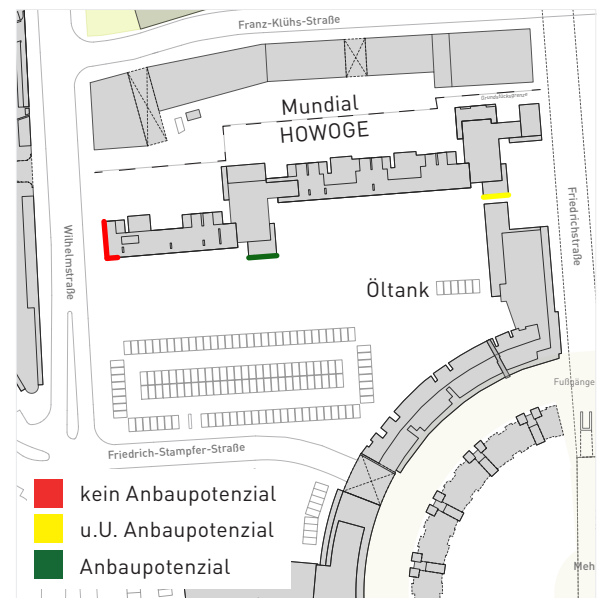 Franz-Klühs-Straße
Grundstücksgrenze
Mundial
HOWOGE
Wilhelmstraße
Friedrichstraße
Öltank
Fußgänge
Friedrich-Stampfer-Straße
kein Anbaupotenzial
u.U. Anbaupotenzial
Anbaupotenzial
Meh